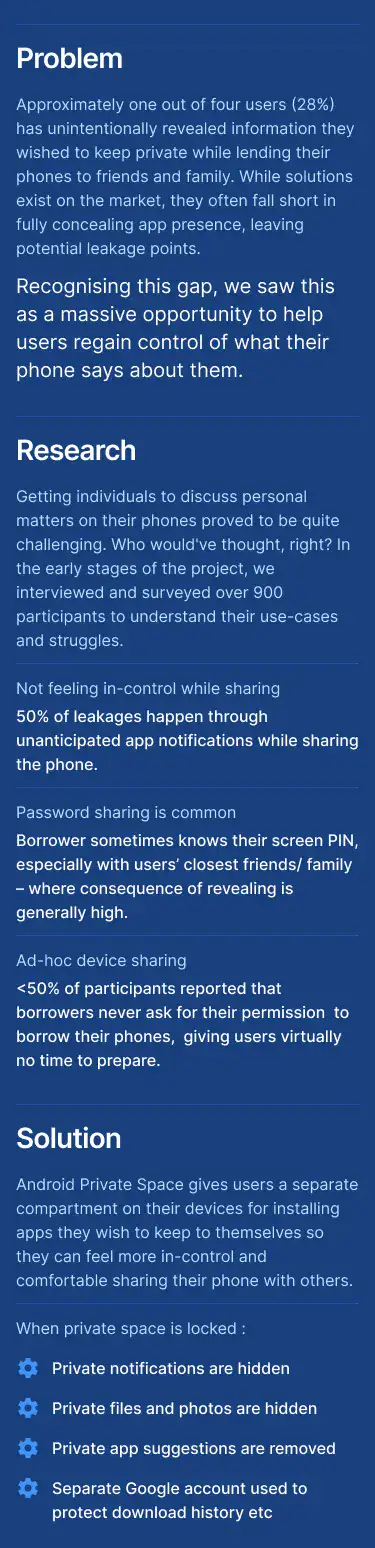 Problem
Approximately one out of four users (28%)
has unintentionally revealed information they
wished to keep private while lending their
phones to friends and family. While solutions
exist on the market, they often fall short in
fully concealing app presence, leaving
potential leakage points.
Recognising this gap, we saw this
as a massive opportunity to help
users regain control of what their
phone says about them.
Research
Getting individuals to discuss personal
matters on their phones proved to be quite
challenging. Who would've thought, right? In
the early stages of the project, we
interviewed and surveyed over 900
participants to understand their use-cases
and struggles.
Not feeling in-control while sharing
50% of leakages happen through
unanticipated app notifications while sharing
the phone.
Password sharing is common
Borrower sometimes knows their screen PIN,
especially with users’ closest friends/ family
– where consequence of revealing is
generally high.
Ad-hoc device sharing
<50% of participants reported that
borrowers never ask for their permission  to
borrow their phones,  giving users virtually
no time to prepare.
Solution
Android Private Space gives users a separate
compartment on their devices for installing
apps they wish to keep to themselves so
they can feel more in-control and
comfortable sharing their phone with others.
When private space is locked :
Private notifications are hidden
Private files and photos are hidden
Private app suggestions are removed
Separate Google account used to
protect download history etc